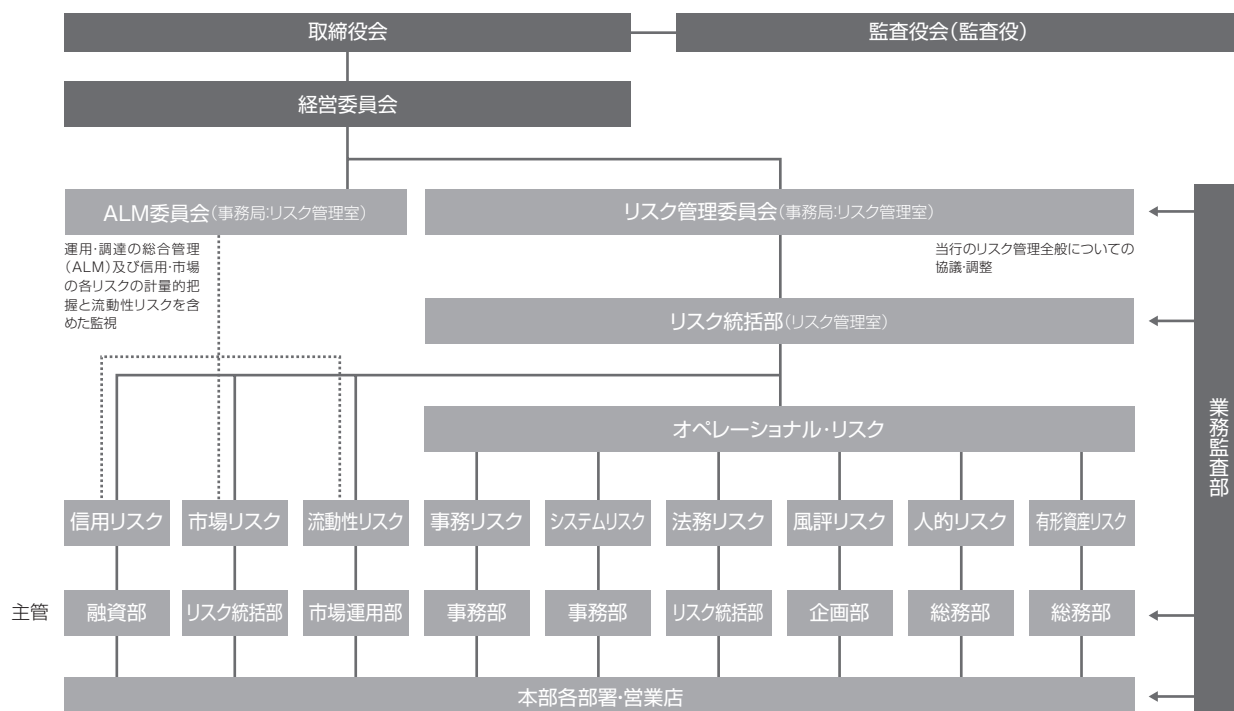 取締役会
監査役会(監査役)
経営委員会
ALM委員会(事務局:リスク管理室)
リスク管理委員会(事務局:リスク管理室)
運用・調達の総合管理
(ALM)及び信用・市場
の各リスクの計量的把
握と流動性リスクを含
めた監視
当行のリスク管理全般についての
協議・調整
リスク統括部(リスク管理室)
業務監査部
オペレーショナル・リスク
信用リスク
市場リスク
流動性リスク
事務リスク
システムリスク
法務リスク
風評リスク
人的リスク
有形資産リスク
主管
融資部
リスク統括部
市場運用部
事務部
事務部
リスク統括部
企画部
総務部
総務部
本部各部署・営業店